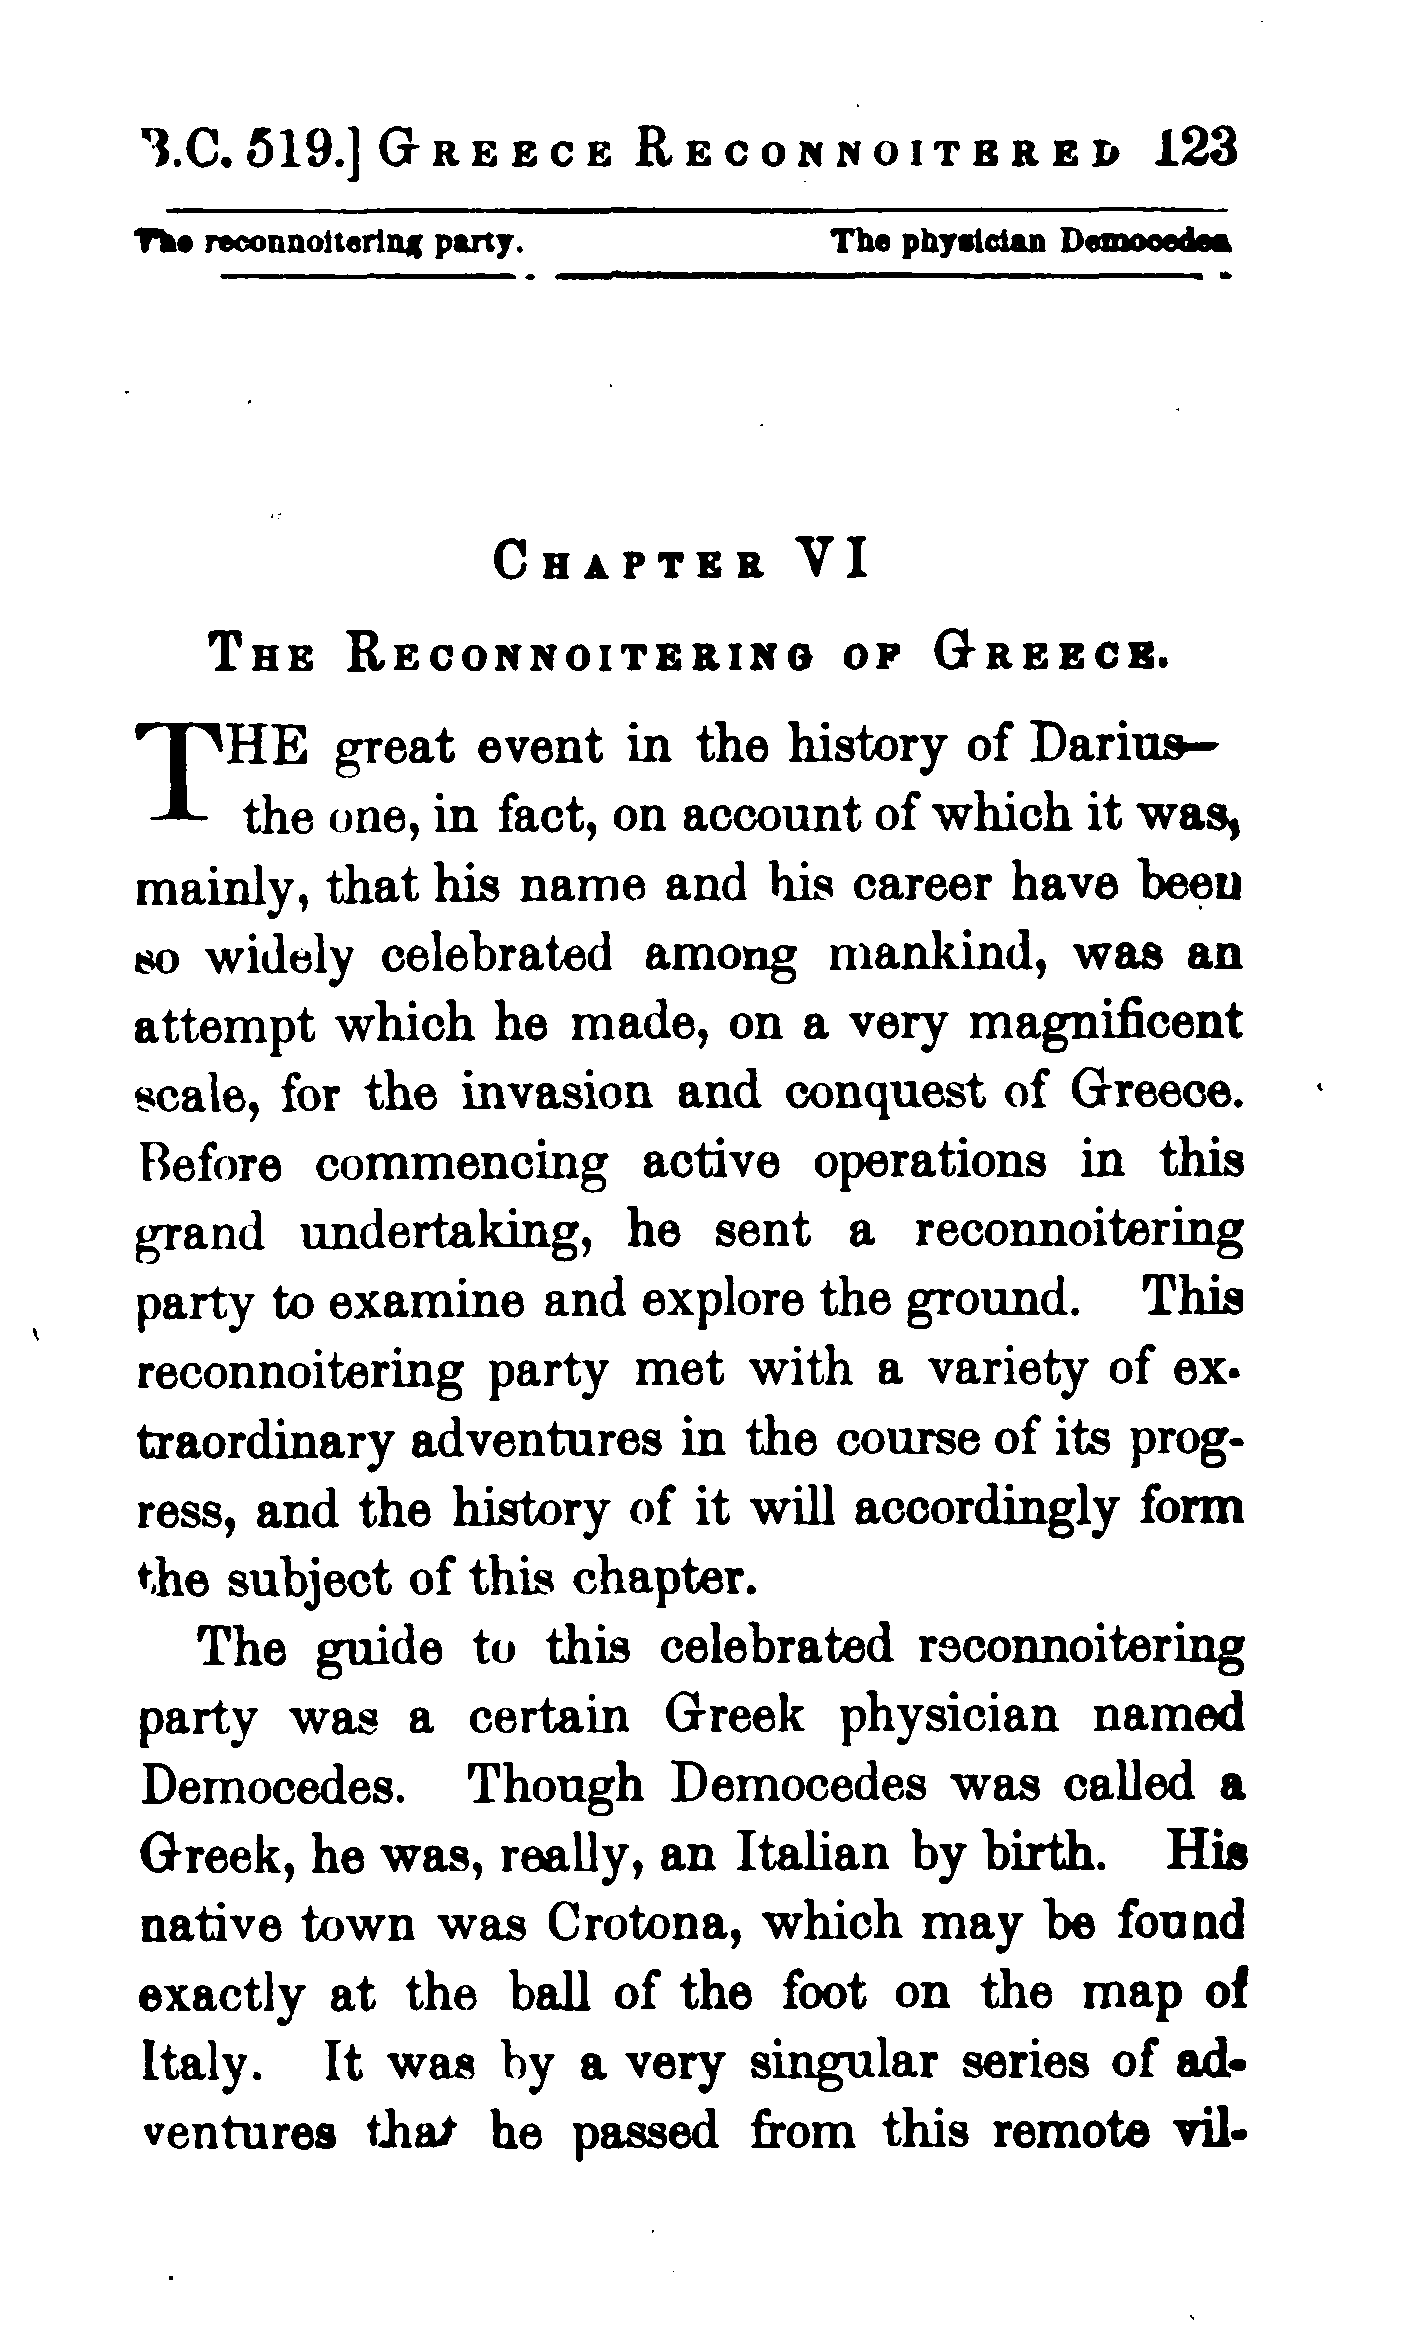 B.C. 519.] GREECE RECONNOITERED 123
The reconnoitering party. The physician Democedes
CHAPTER VI
THE RECONNOITERING OF GREECE.
THE great event in the history of Darius—
the one, in fact, on account of which it was,
mainly, that his name and his career have been
so widely celebrated among mankind, was an
attempt which he made, on a very magnificent
scale, for the invasion and conquest of Greece.
Before commencing active operations in this
grand undertaking, he sent a reconnoitering
party to examine and explore the ground. This
reconnoitering party met with a variety of ex-
traordinary adventures in the course of its prog-
ress, and the history of it will accordingly form
the subject of this chapter.
The guide to this celebrated reconnoitering
party was a certain Greek physician named
Democedes. Though Democedes was called a
Greek, he was, really, an Italian by birth. His
native town was Crotona, which may be found
exactly at the ball of the foot on the map of
Italy. It was by a very singular series of ad-
ventures that he passed from this remote vil-